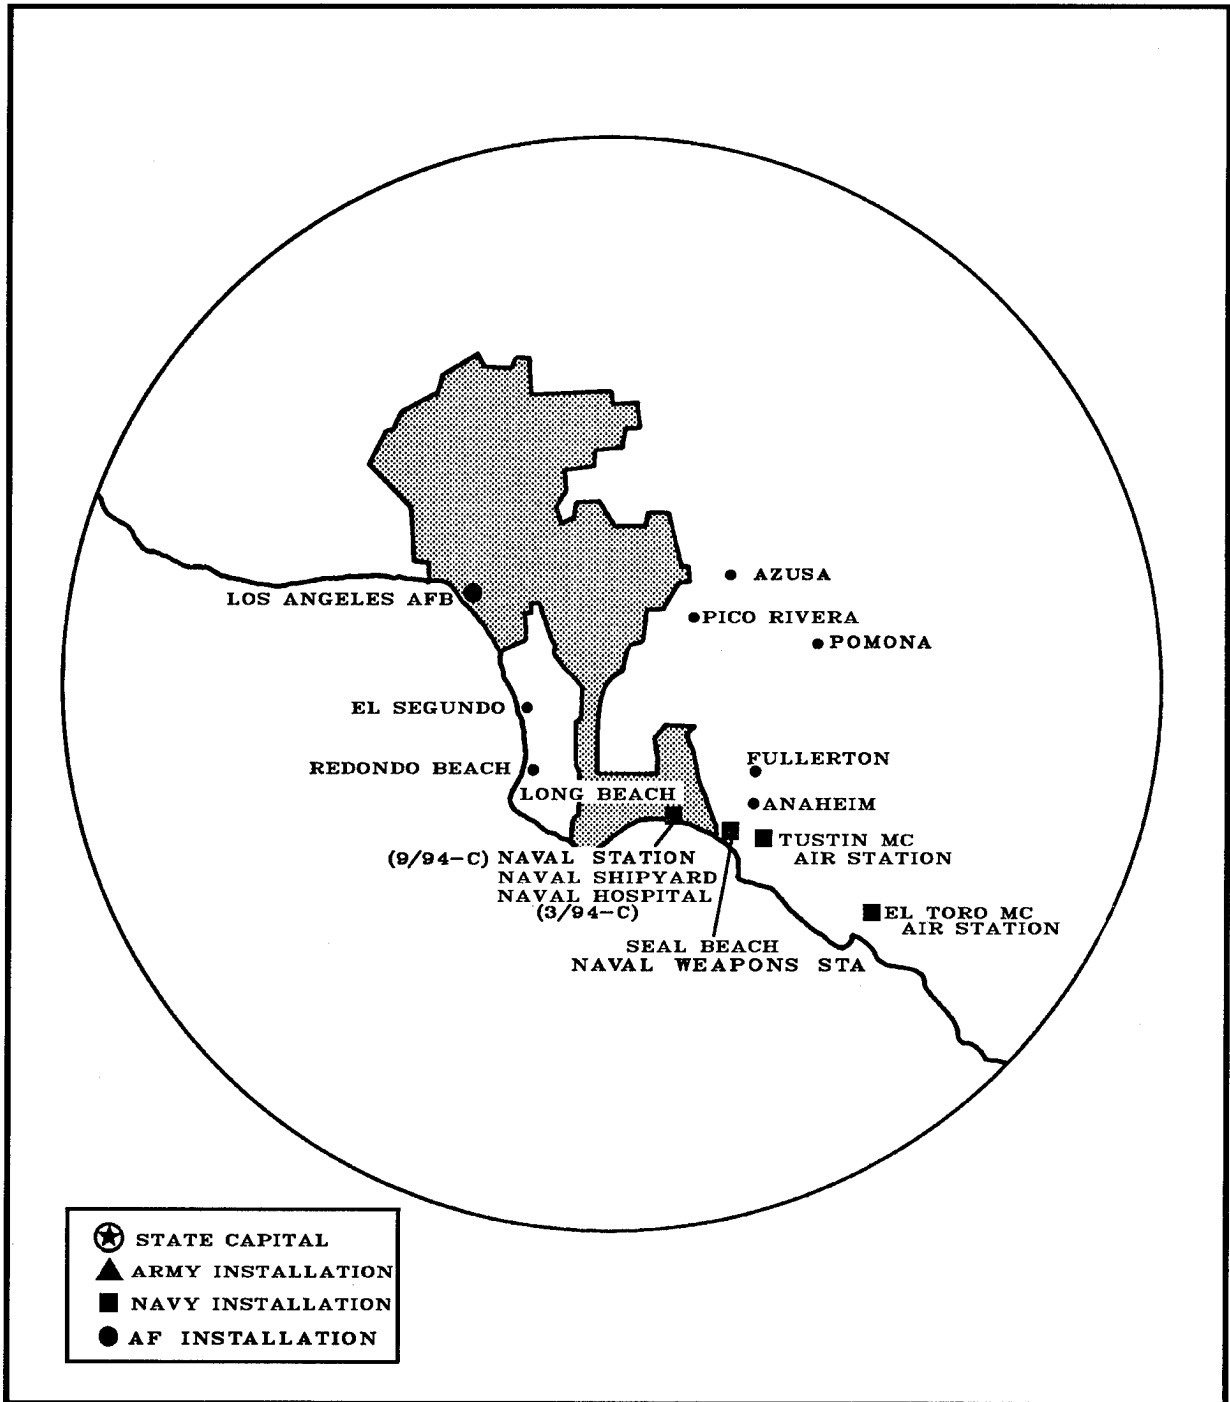 AZUSA
LOS ANGELES AFB
PICO RIVERA
POMONA
EL SEGUNDO
FULLERTON
REDONDO BEACH
LONG BEACH
ANAHEIM
TUSTIN MC
AIR STATION
(9/94-C) NAVAL STATION
NAVAL SHIPYARD
NAVAL HOSPITAL
(3/94-C)
EL TORO MC
AIR STATION
SEAL BEACH
NAVAL WEAPONS STA
STATE CAPITAL
ARMY INSTALLATION
NAVY INSTALLATION
AF INSTALLATION